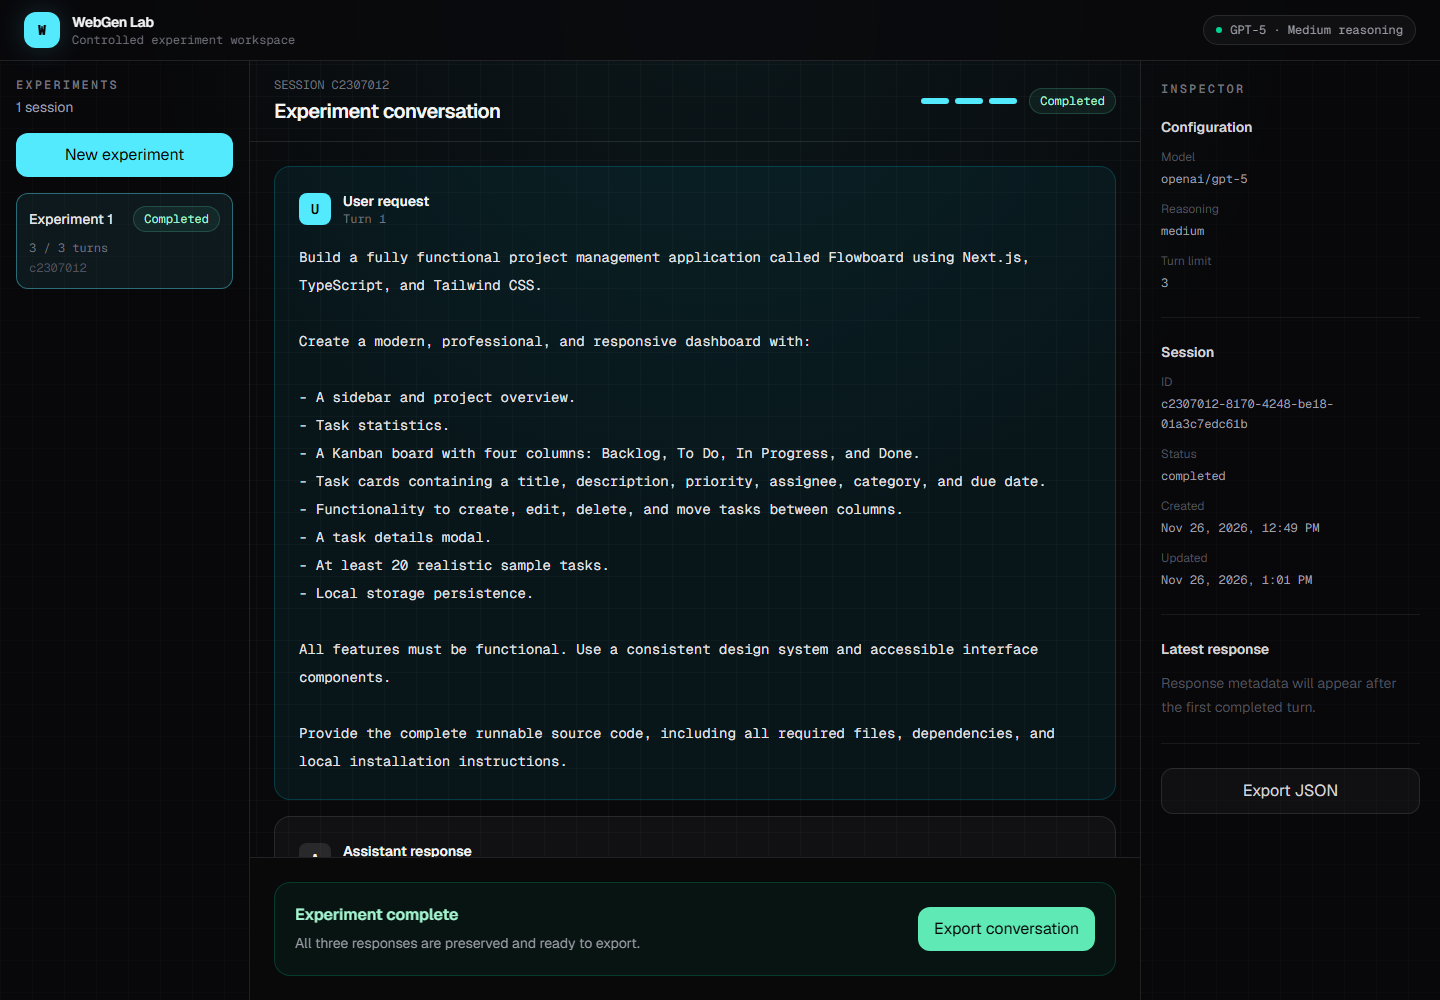 W
WebGen Lab
Controlled experiment workspace
GPT-5 · Medium reasoning
EXPERIMENTS
1 session
New experiment
Experiment 1
Completed
3 / 3 turns
c2307012
SESSION C2307012
Experiment conversation
Completed
U
User request
Turn 1
Build a fully functional project management application called Flowboard using Next.js,
TypeScript, and Tailwind CSS.
Create a modern, professional, and responsive dashboard with:
- A sidebar and project overview.
- Task statistics.
- A Kanban board with four columns: Backlog, To Do, In Progress, and Done.
- Task cards containing a title, description, priority, assignee, category, and due date.
- Functionality to create, edit, delete, and move tasks between columns.
- A task details modal.
- At least 20 realistic sample tasks.
- Local storage persistence.
All features must be functional. Use a consistent design system and accessible interface
components.
Provide the complete runnable source code, including all required files, dependencies, and
local installation instructions.
Assistant response
Experiment complete
All three responses are preserved and ready to export.
Export conversation
INSPECTOR
Configuration
Model
openai/gpt-5
Reasoning
medium
Turn limit
3
Session
ID
c2307012-8170-4248-be18-
01a3c7edc61b
Status
completed
Created
Nov 26, 2026, 12:49 PM
Updated
Nov 26, 2026, 1:01 PM
Latest response
Response metadata will appear after
the first completed turn.
Export JSON